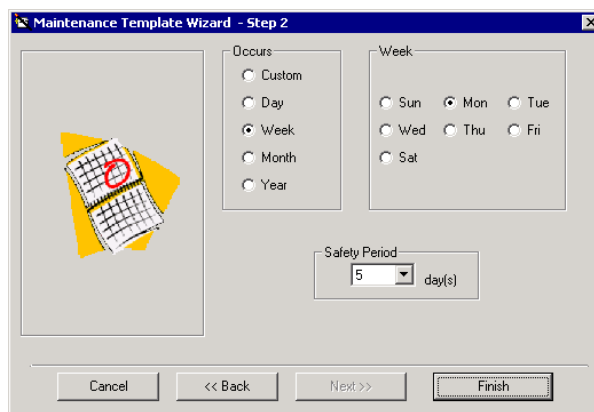 Maintenance Template Wizard - Step 2
Occurs
Custom
Day
Week
Month
Year
Week
Sun Mon Tue
Wed Thu Fri
Sat
Safety Period
5 day(s)
Cancel << Back Next >> Finish